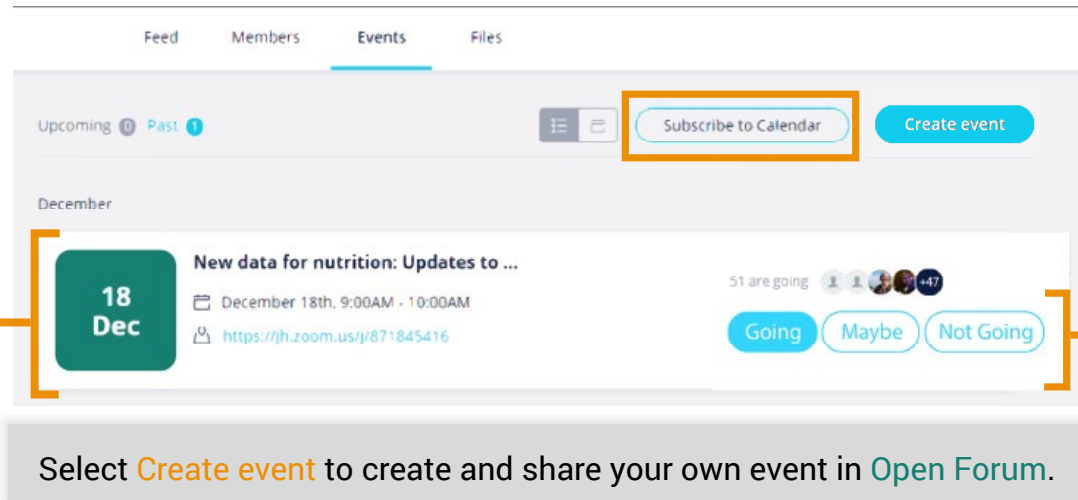 Feed Members Events Files
Upcoming 0 Past 1 Subscribe to Calendar Create event
December
New data for nutrition: Updates to ...
18 Dec
December 18th, 9:00AM - 10:00AM
https://jh.zoom.us/j/871845416
51 are going +47
Going Maybe Not Going
Select Create event to create and share your own event in Open Forum.